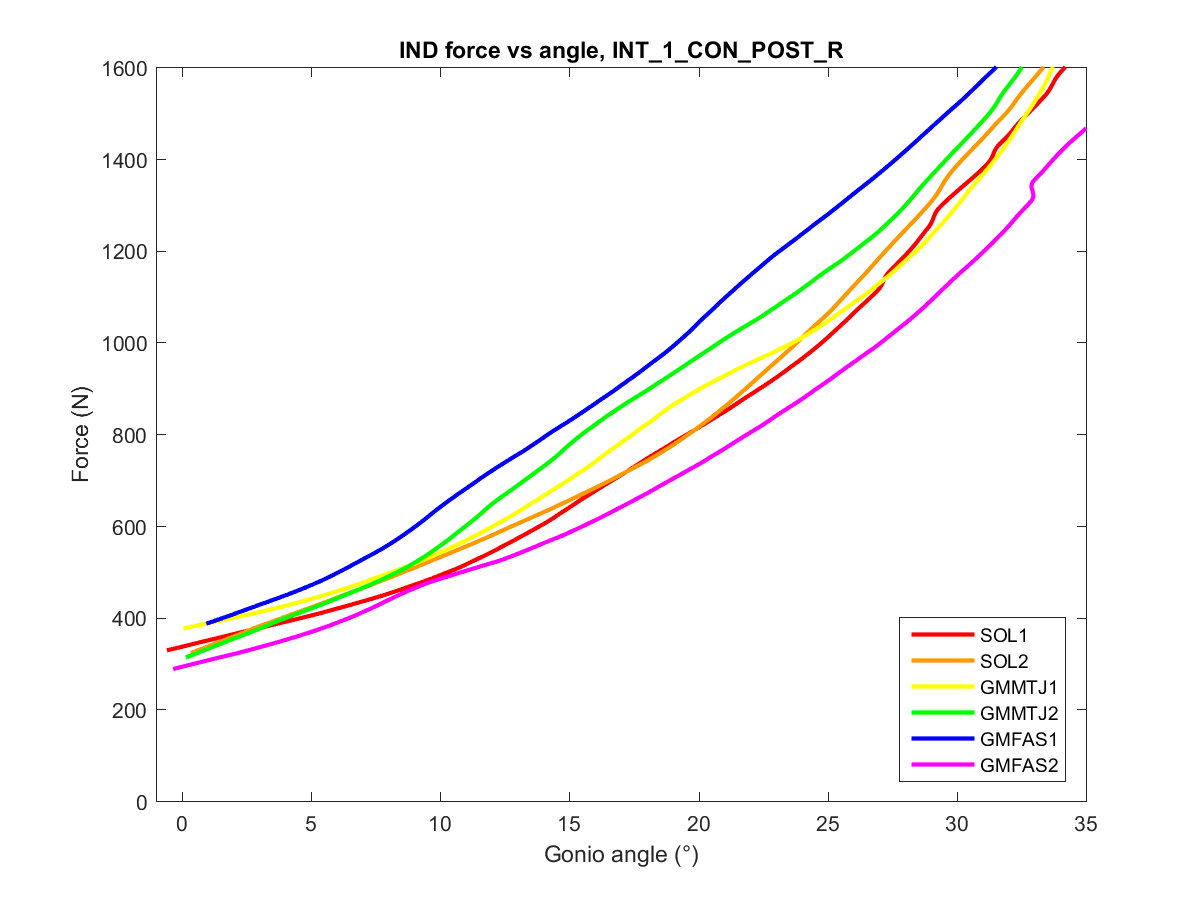 IND force vs angle, INT_1_CON_POST_R
1600
1400
1200
1000
800
600
400
200
0
Force (N)
0 5 10 15 20 25 30 35
Gonio angle (°)
SOL1
SOL2
GMMTJ1
GMMTJ2
GMFAS1
GMFAS2